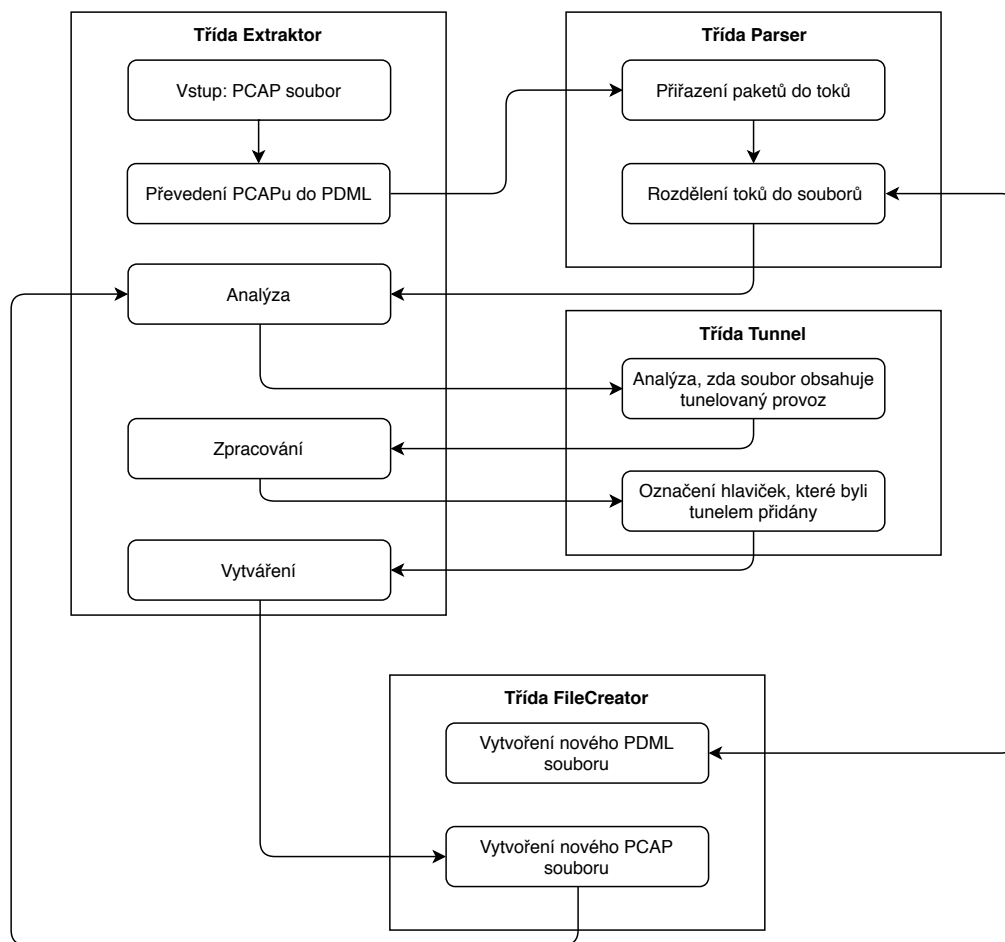 Třída Extraktor
Vstup: PCAP soubor
Převedení PCAPu do PDML
Analýza
Zpracování
Vytváření
Třída Parser
Přiřazení paketů do toků
Rozdělení toků do souborů
Třída Tunnel
Analýza, zda soubor obsahuje
tunelovaný provoz
Označení hlaviček, které byli
tunelem přidány
Třída FileCreator
Vytvoření nového PDML
souboru
Vytvoření nového PCAP
souboru